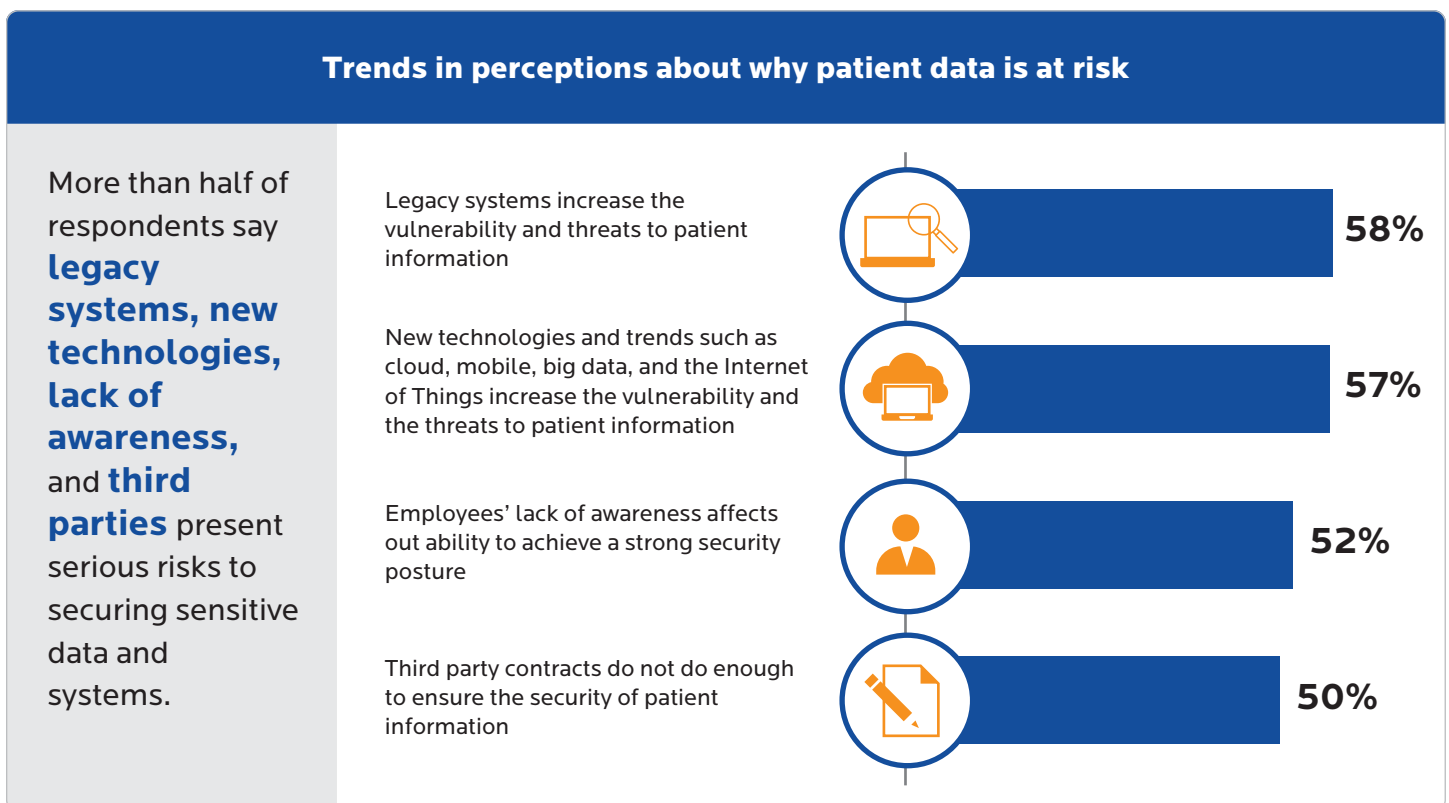 Trends in perceptions about why patient data is at risk
More than half of
respondents say
legacy
systems, new
technologies,
lack of
awareness,
and third
parties present
serious risks to
securing sensitive
data and
systems.
Legacy systems increase the
vulnerability and threats to patient
information
58%
New technologies and trends such as
cloud, mobile, big data, and the Internet
of Things increase the vulnerability and
the threats to patient information
57%
Employees’ lack of awareness affects
out ability to achieve a strong security
posture
52%
Third party contracts do not do enough
to ensure the security of patient
information
50%